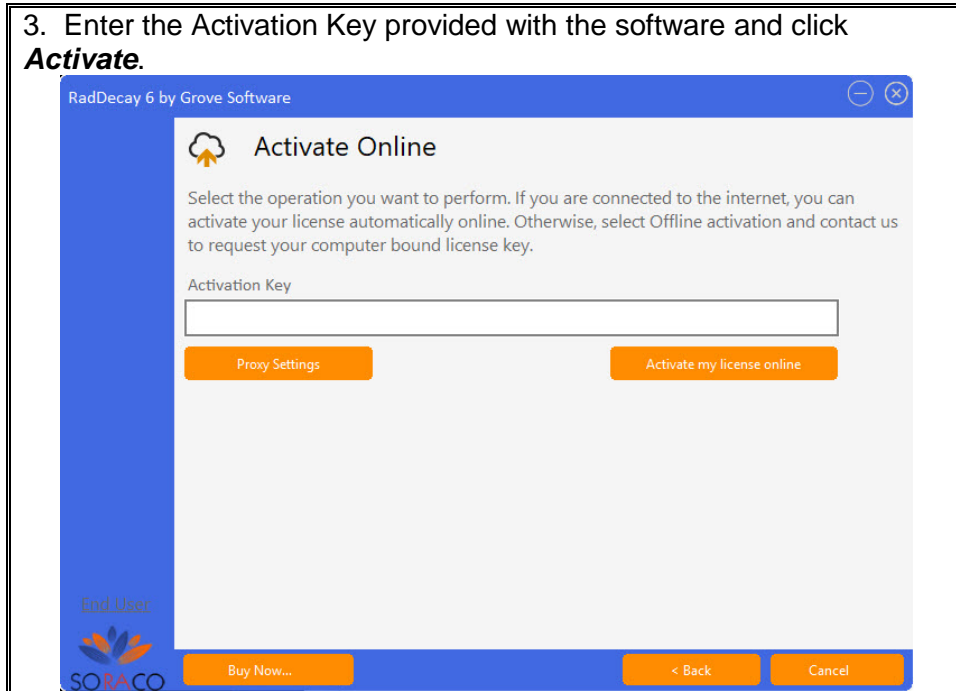 3. Enter the Activation Key provided with the software and click
Activate.
RadDecay 6 by Grove Software
Activate Online
Select the operation you want to perform. If you are connected to the internet, you can
activate your license automatically online. Otherwise, select Offline activation and contact us
to request your computer bound license key.
Activation Key
Proxy Settings
Activate my license online
End User
SORACO
Buy Now...
< Back
Cancel